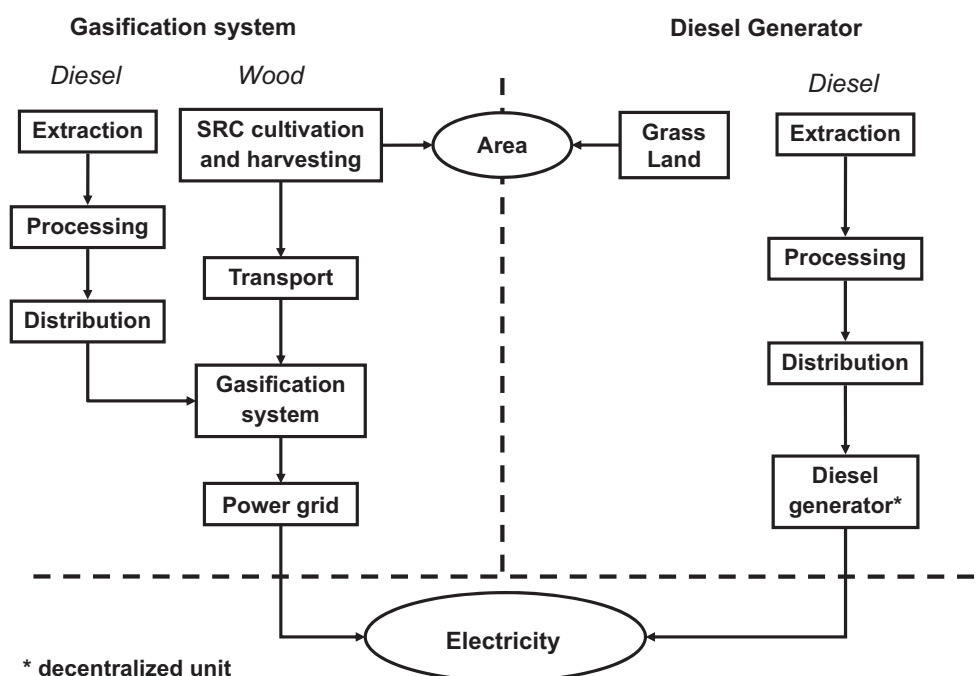 Gasification system
Diesel Generator
Diesel
Wood
Diesel
Extraction
SRC cultivation
and harvesting
Area
Grass
Land
Extraction
Processing
Processing
Transport
Distribution
Distribution
Gasification
system
Diesel
generator*
Power grid
Electricity
* decentralized unit